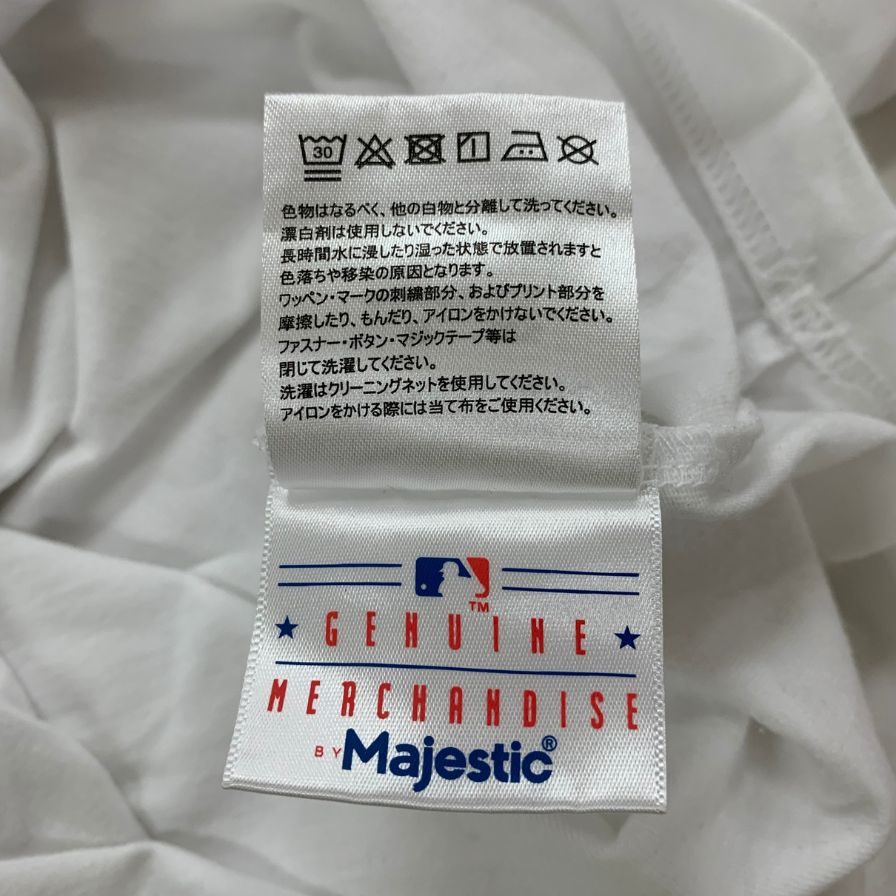 30
色物はなるべく、他の白物と分離して洗ってください。
漂白剤は使用しないでください。
長時間水に浸したり湿った状態で放置されますと
色落ちや移染の原因となります。
ワッペン・マークの刺繍部分、およびプリント部分を
摩擦したり、もんだり、アイロンをかけないでください。
ファスナー・ボタン・マジックテープ等は
閉じて洗濯してください。
洗濯はクリーニングネットを使用してください。
アイロンをかける際には当て布をご使用ください。
TM
GENUINE
MERCHANDISE
BY Majestic®